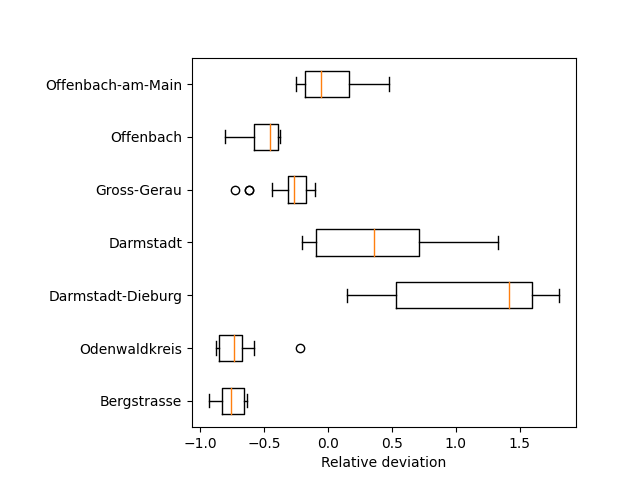 Offenbach-am-Main
Offenbach
Gross-Gerau
Darmstadt
Darmstadt-Dieburg
Odenwaldkreis
Bergstrasse
−1.0 −0.5 0.0 0.5 1.0 1.5
Relative deviation